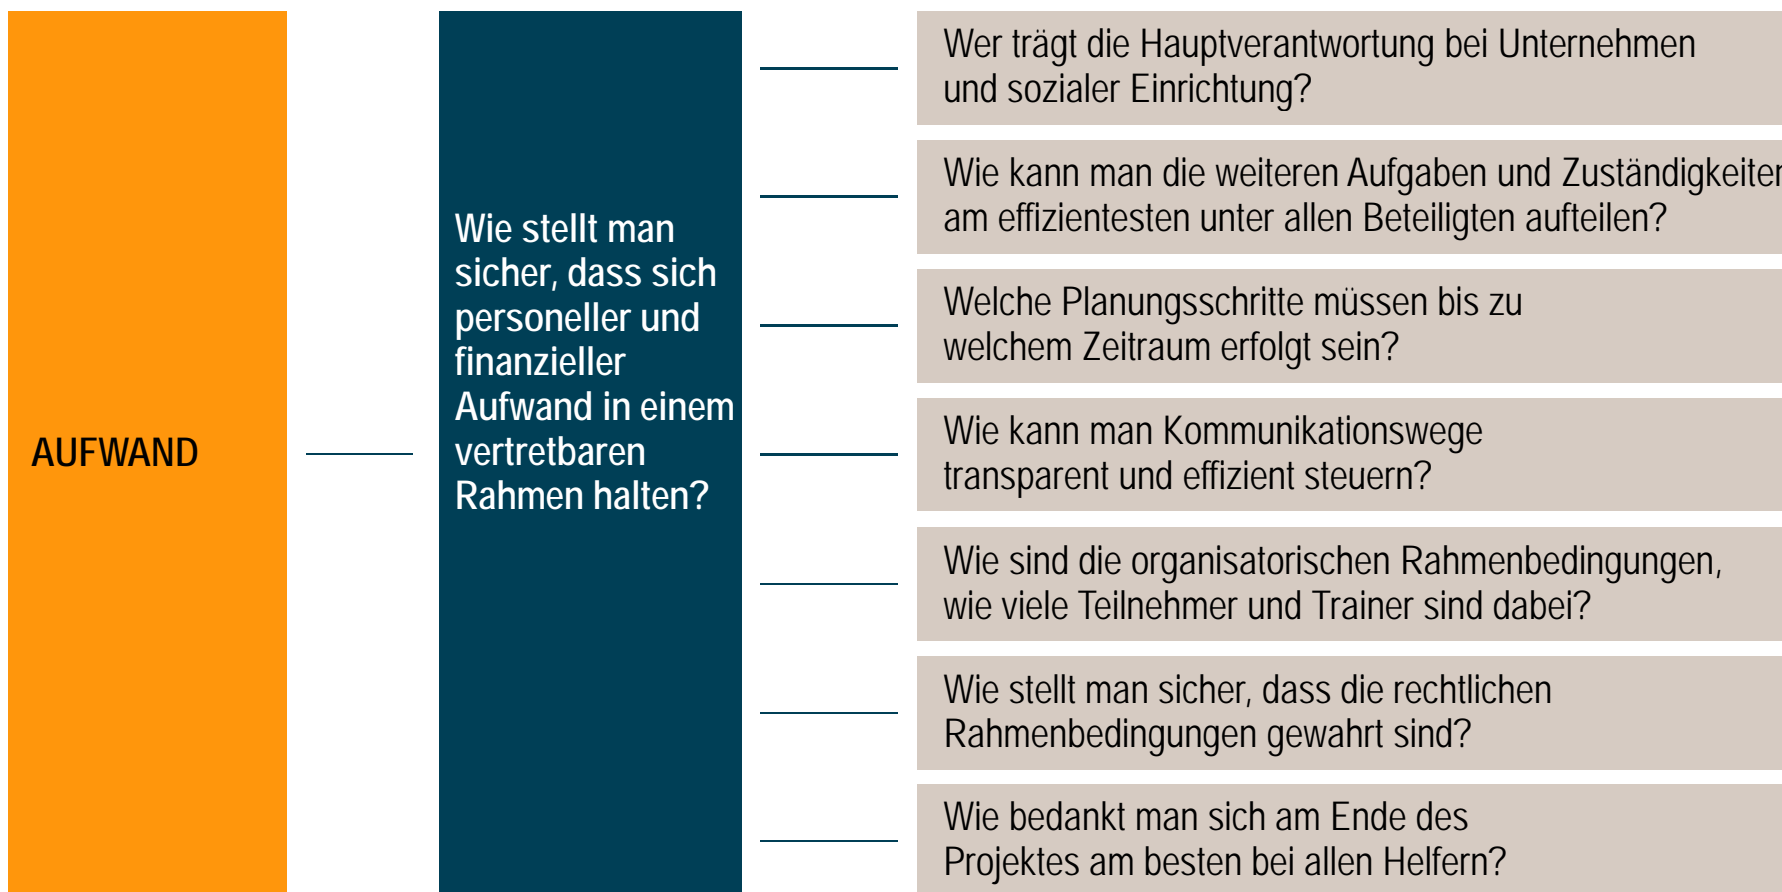 AUFWAND
Wie stellt man
sicher, dass sich
personeller und
finanzieller
Aufwand in einem
vertretbaren
Rahmen halten?
Wer trägt die Hauptverantwortung bei Unternehmen
und sozialer Einrichtung?
Wie kann man die weiteren Aufgaben und Zuständigkeiten
am effizientesten unter allen Beteiligten aufteilen?
Welche Planungsschritte müssen bis zu
welchem Zeitraum erfolgt sein?
Wie kann man Kommunikationswege
transparent und effizient steuern?
Wie sind die organisatorischen Rahmenbedingungen,
wie viele Teilnehmer und Trainer sind dabei?
Wie stellt man sicher, dass die rechtlichen
Rahmenbedingungen gewahrt sind?
Wie bedankt man sich am Ende des
Projektes am besten bei allen Helfern?